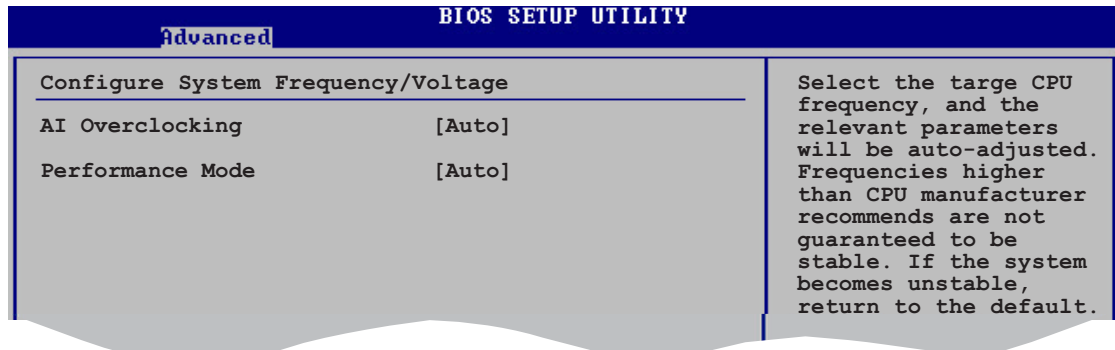 BIOS SETUP UTILITY
Advanced
Configure System Frequency/Voltage
AI Overclocking [Auto]
Performance Mode [Auto]
Select the targe CPU
frequency, and the
relevant parameters
will be auto-adjusted.
Frequencies higher
than CPU manufacturer
recommends are not
guaranteed to be
stable. If the system
becomes unstable,
return to the default.